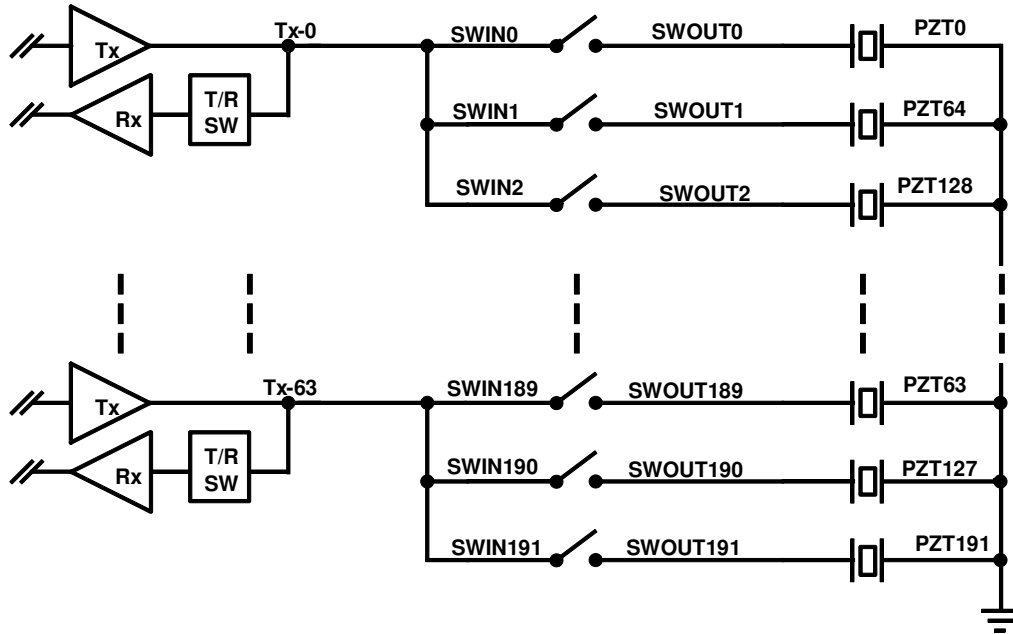 Tx
Tx-0
SWIN0
SWOUT0
PZT0
Rx
T/R
SW
SWIN1
SWOUT1
PZT64
SWIN2
SWOUT2
PZT128
Tx
Tx-63
SWIN189
SWOUT189
PZT63
Rx
T/R
SW
SWIN190
SWOUT190
PZT127
SWIN191
SWOUT191
PZT191